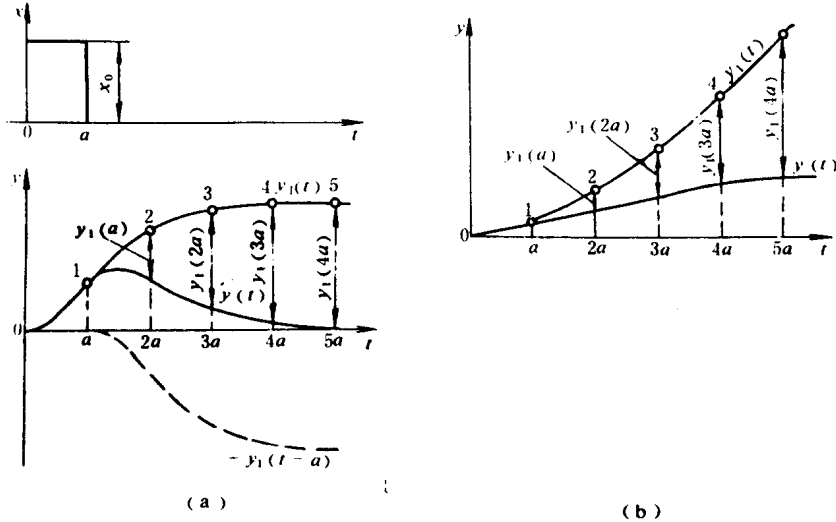 x
x₀
0
a
t
y
1
2
3
4
y₁(t)
5
y₁(a)
y₁(2a)
y₁(3a)
y₁(4a)
y(t)
0
a
2a
3a
4a
5a
t
− y₁(t − a)
(a)
y
y₁(t)
4
3
2
1
y₁(a)
y₁(2a)
y₁(3a)
y₁(4a)
y(t)
0
a
2a
3a
4a
5a
t
(b)